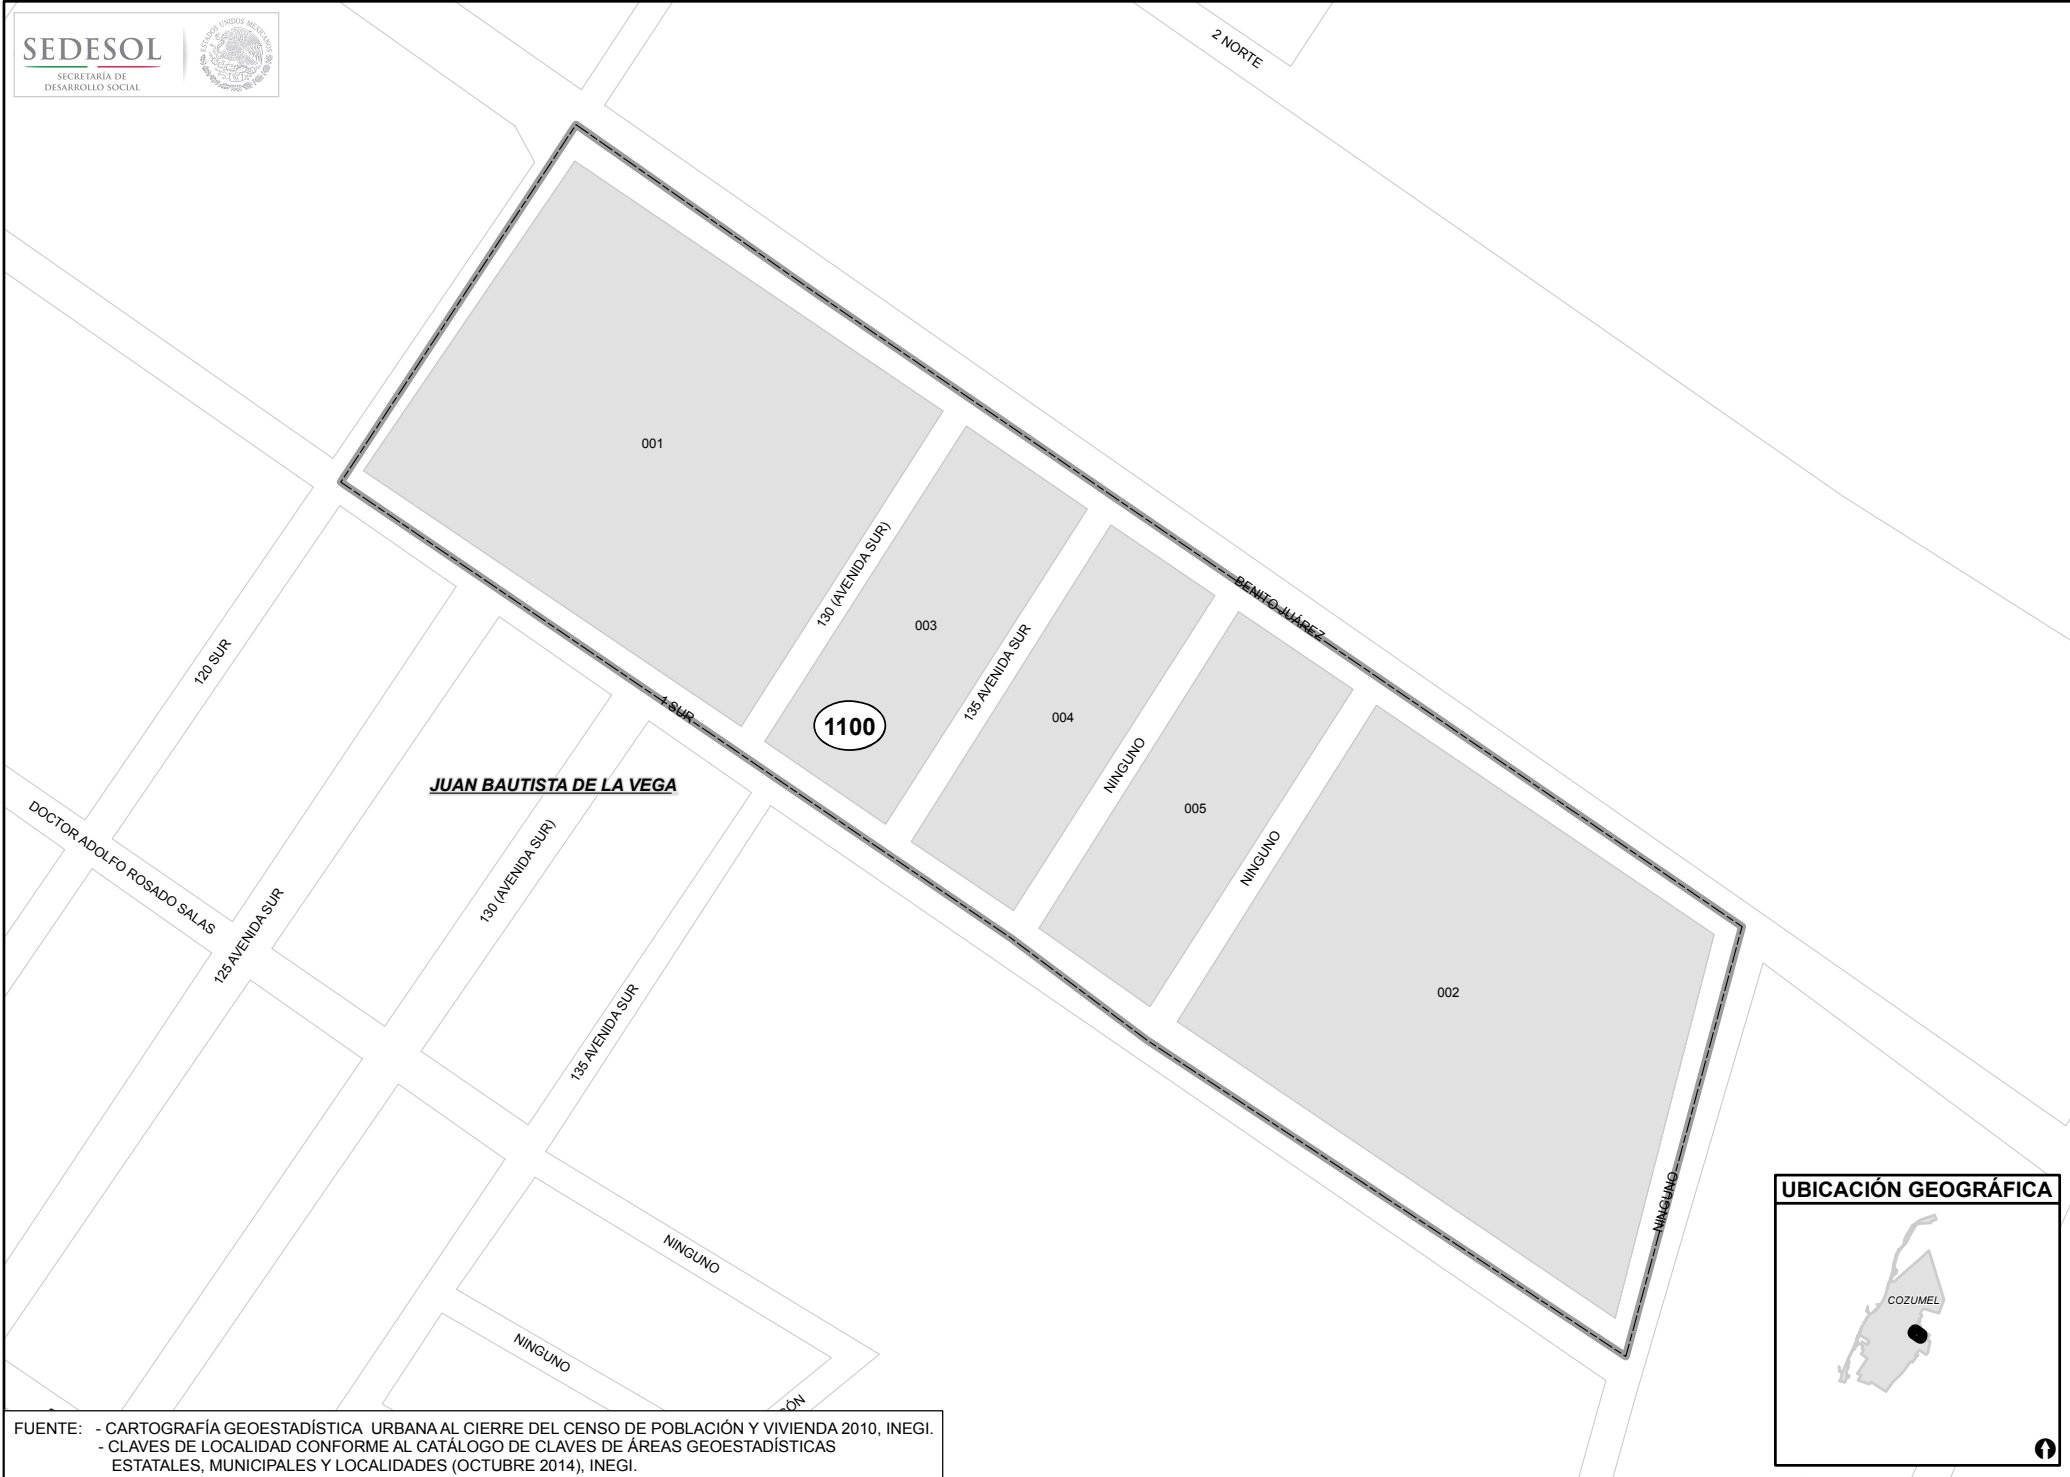 SEDESOL
SECRETARÍA DE
DESARROLLO SOCIAL
ESTADOS UNIDOS MEXICANOS
2 NORTE
001
130 (AVENIDA SUR)
003
BENITO JUÁREZ
120 SUR
135 AVENIDA SUR
1 SUR
1100
004
NINGUNO
JUAN BAUTISTA DE LA VEGA
005
DOCTOR ADOLFO ROSADO SALAS
130 (AVENIDA SUR)
NINGUNO
125 AVENIDA SUR
002
135 AVENIDA SUR
NINGUNO
NINGUNO
NINGUNO
UBICACIÓN GEOGRÁFICA
COZUMEL
FUENTE: - CARTOGRAFÍA GEOESTADÍSTICA URBANA AL CIERRE DEL CENSO DE POBLACIÓN Y VIVIENDA 2010, INEGI.
- CLAVES DE LOCALIDAD CONFORME AL CATÁLOGO DE CLAVES DE ÁREAS GEOESTADÍSTICAS
ESTATALES, MUNICIPALES Y LOCALIDADES (OCTUBRE 2014), INEGI.